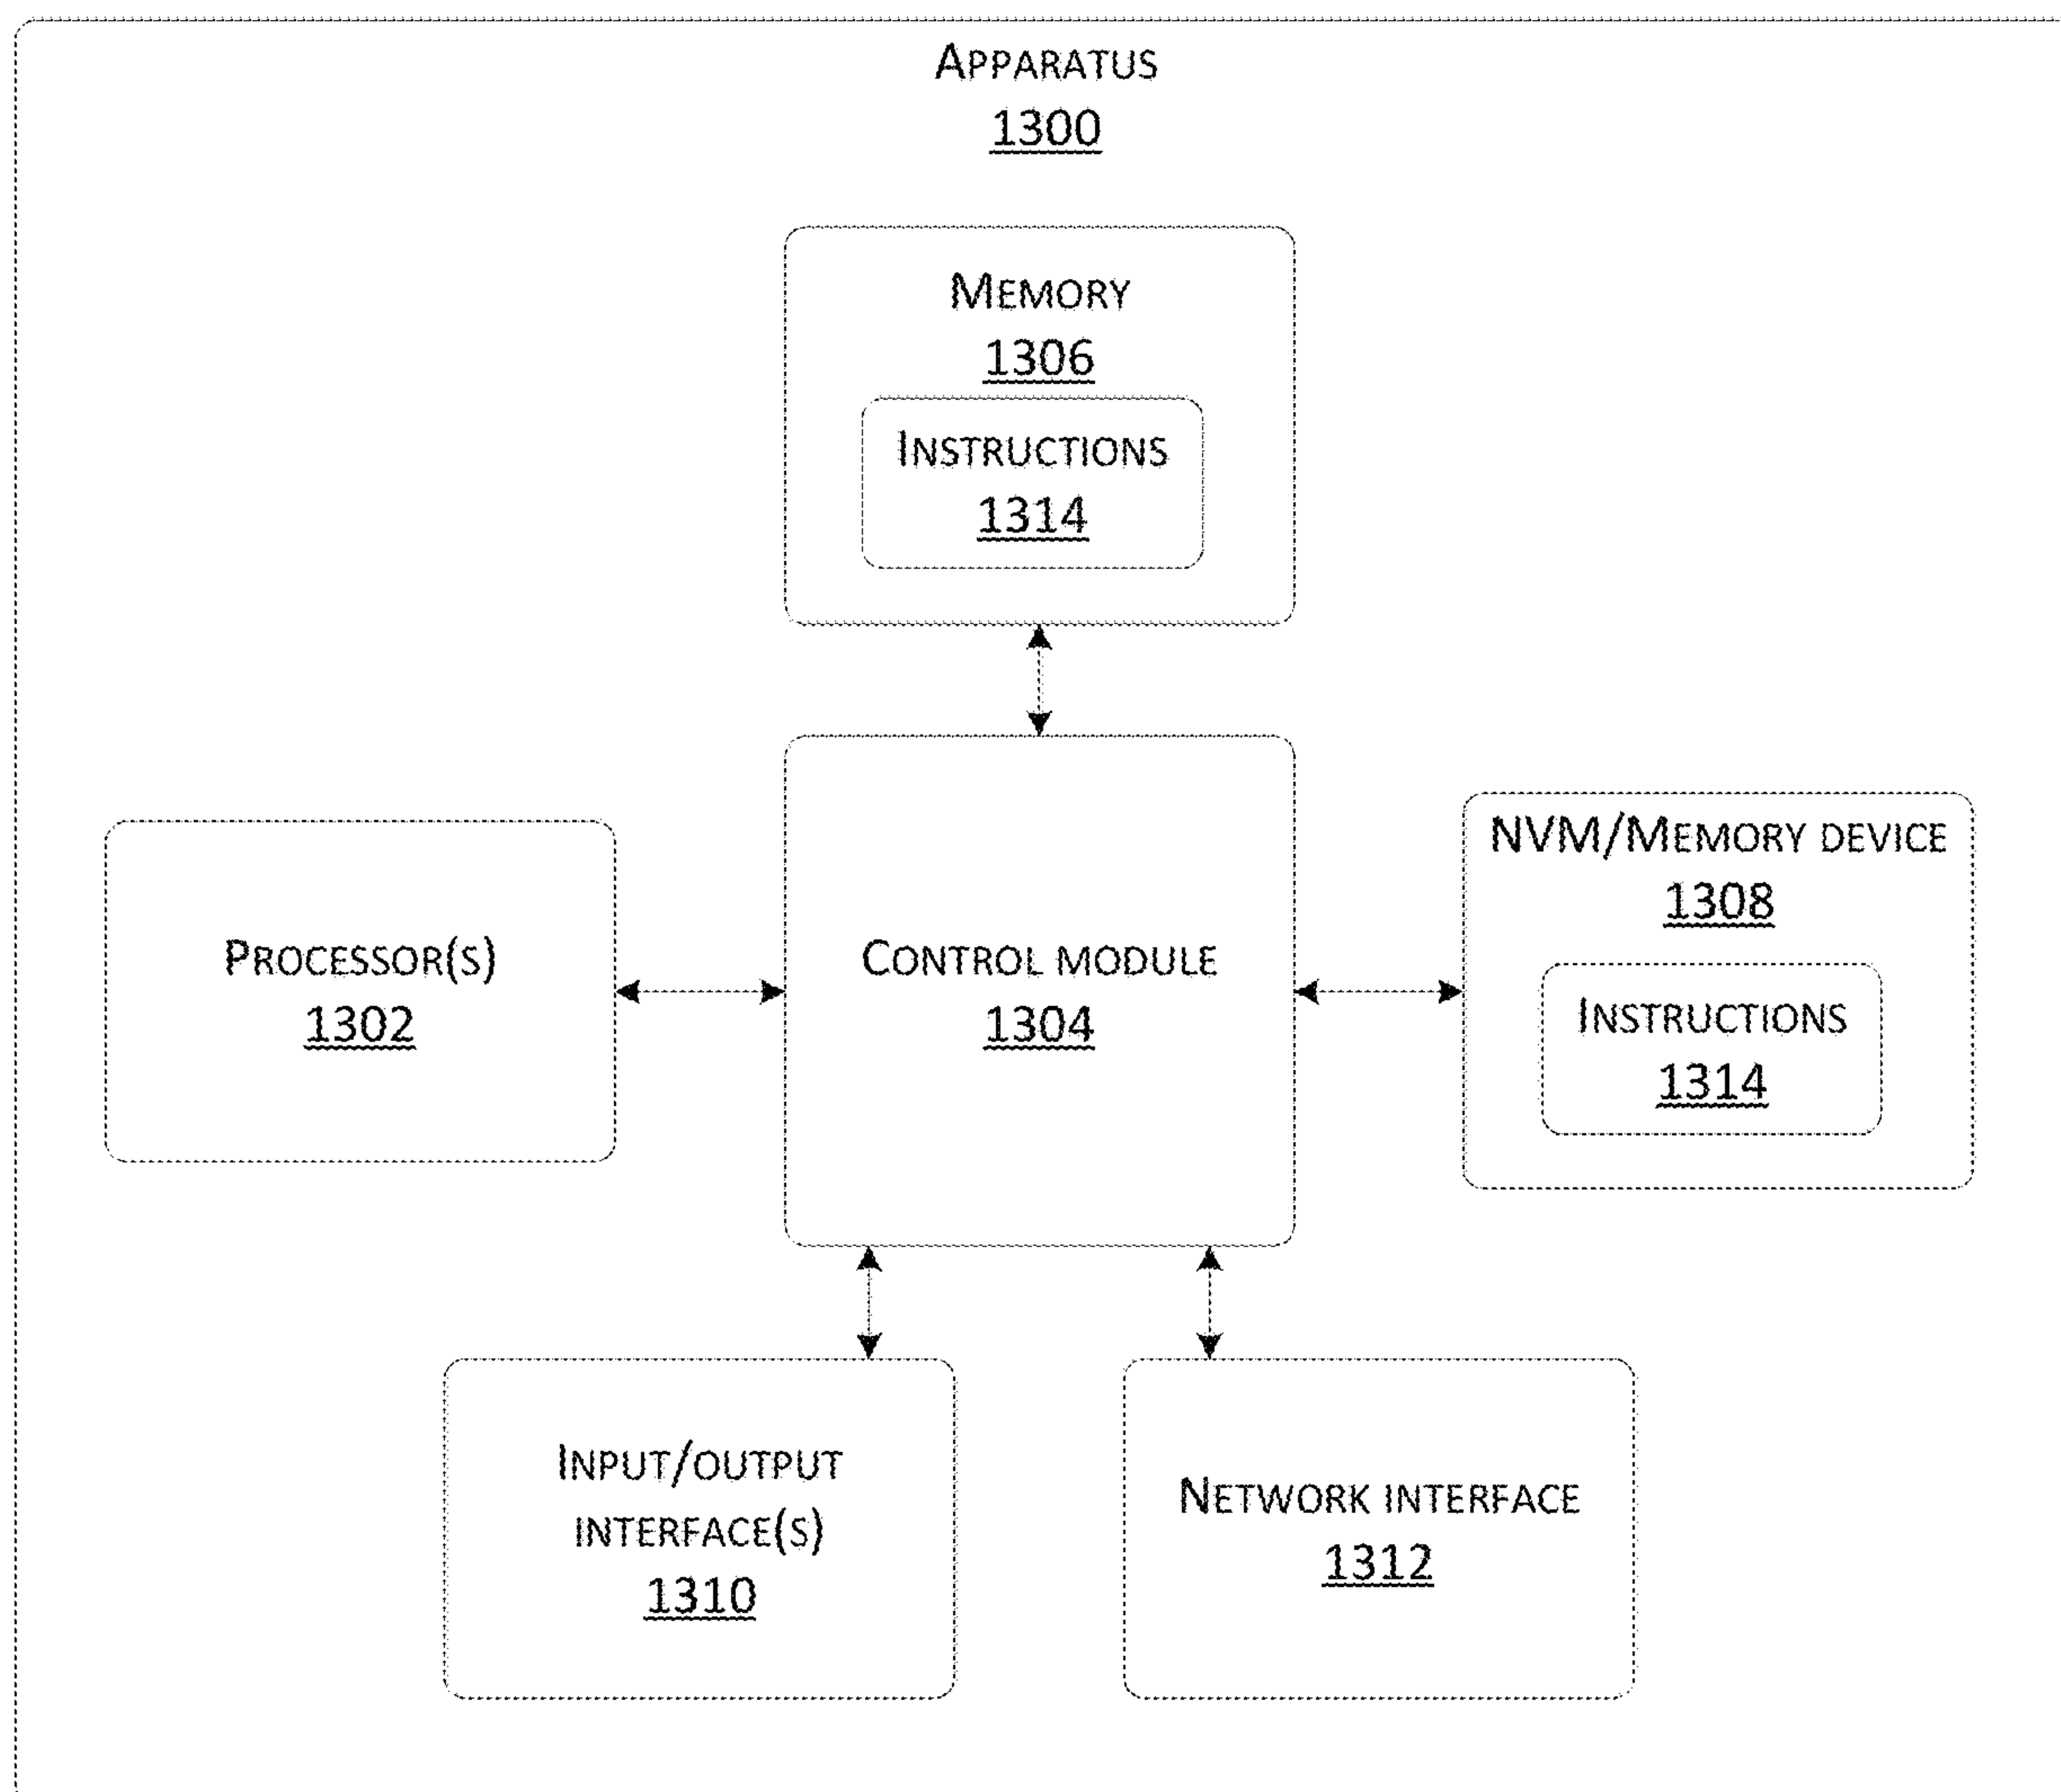 APPARATUS
1300
MEMORY
1306
INSTRUCTIONS
1314
PROCESSOR(S)
1302
CONTROL MODULE
1304
NVM/MEMORY DEVICE
1308
INSTRUCTIONS
1314
INPUT/OUTPUT
INTERFACE(S)
1310
NETWORK INTERFACE
1312